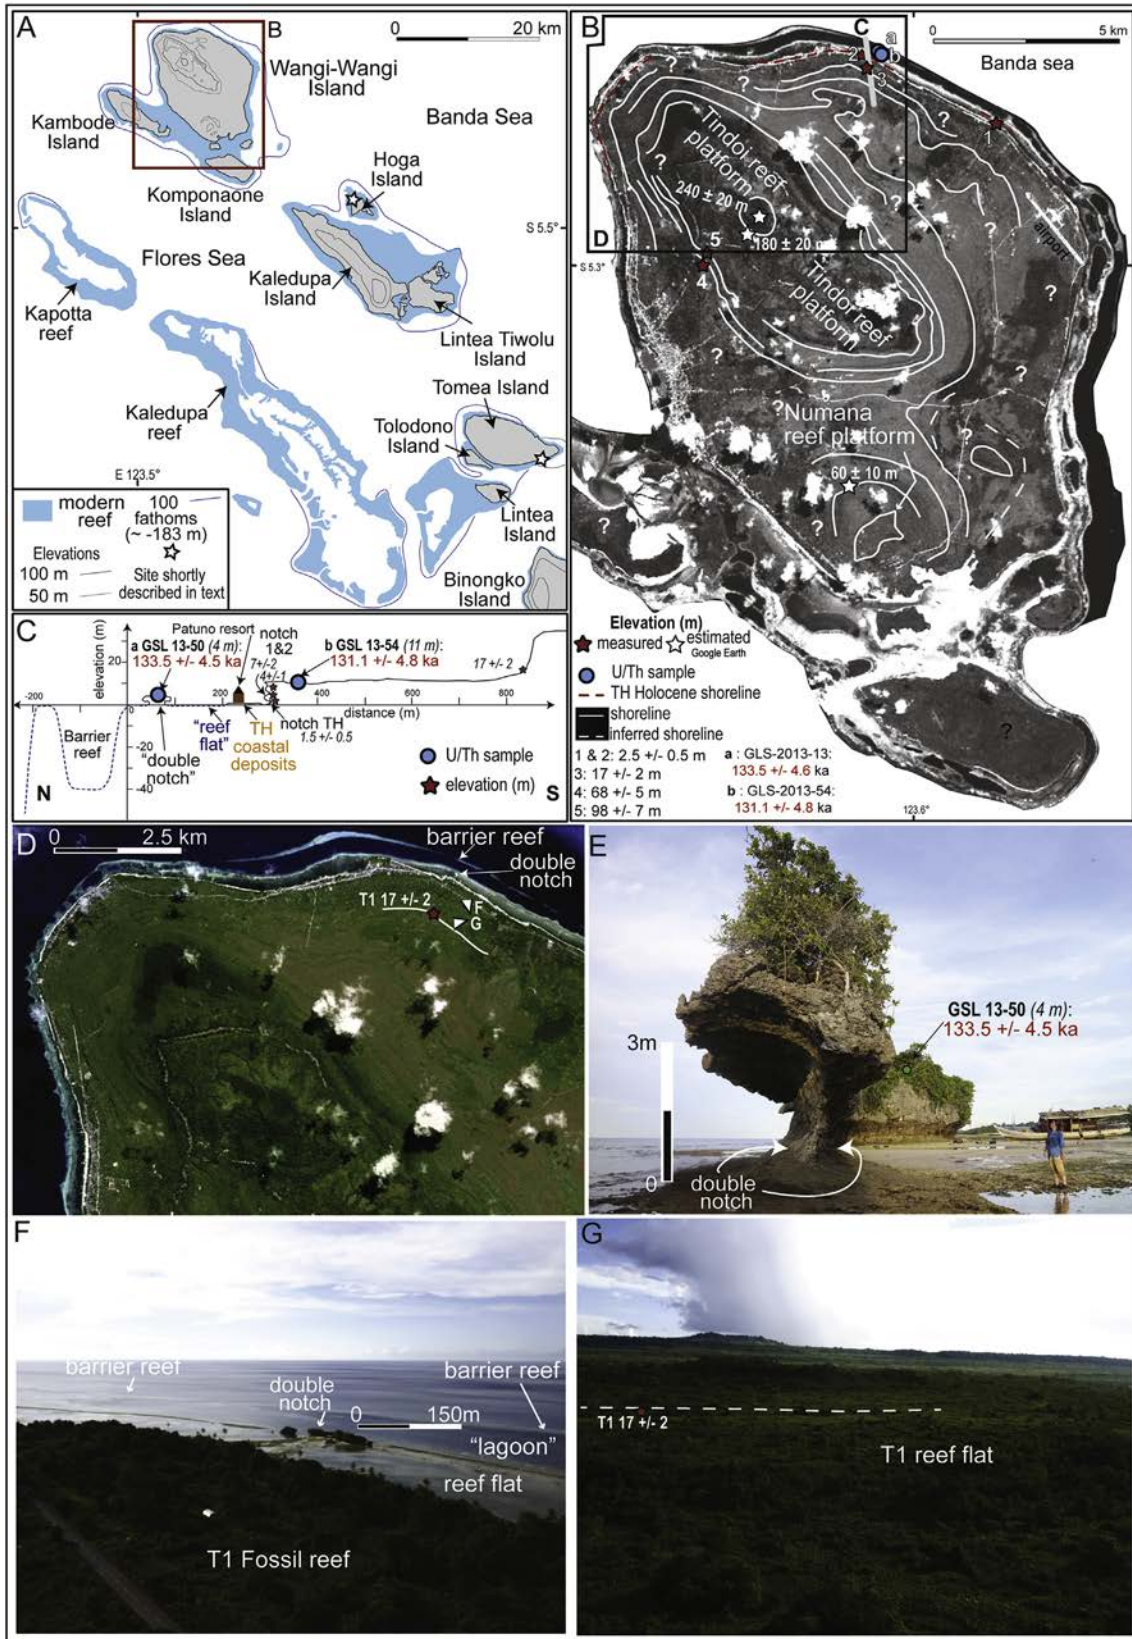 A
B
0 20 km
Wangi-Wangi
Island
Banda Sea
Kambode
Island
Hoga
Island
Komponaone
Island
S 5.5°
Flores Sea
Kaledupa
Island
Kapotta
reef
Lintea Tiwolu
Island
Tomea Island
Kaledupa
reef
Tolodono
Island
E 123.5°
Lintea
Island
Binongko
Island
modern
reef
100
fathoms
(~ -183 m)
Elevations
100 m
50 m
Site shortly
described in text
B
C
a
b
2
3
0 5 km
Banda sea
1
?
?
?
?
?
?
Tindoi reef
platform
240 ± 20 m
180 ± 20 m
D
S 5.3°
5
4
airport
Tindoi reef
platform
?
?
?
?
?
?
Numana
reef platform
60 ± 10 m
?
?
?
?
Elevation (m)
measured
estimated
Google Earth
U/Th sample
TH Holocene shoreline
shoreline
inferred shoreline
1 & 2: 2.5 +/- 0.5 m
3: 17 +/- 2 m
4: 68 +/- 5 m
5: 98 +/- 7 m
a : GLS-2013-13:
133.5 +/- 4.6 ka
b : GLS-2013-54:
131.1 +/- 4.8 ka
123.6°
C
elevation (m)
a GSL 13-50 (4 m):
133.5 +/- 4.5 ka
Patuno resort
notch
1&2
7+/-2
4+/-1
b GSL 13-54 (11 m)
131.1 +/- 4.8 ka
17 +/- 2
20
0
-20
-40
-200
200
400
600
800
distance (m)
Barrier
reef
"double
notch"
"reef
flat"
TH
coastal
deposits
notch TH
1.5 +/- 0.5
U/Th sample
elevation (m)
N
S
D
0 2.5 km
barrier reef
double
notch
T1 17 +/- 2
F
G
E
GSL 13-50 (4 m):
133.5 +/- 4.5 ka
3m
0
double
notch
F
barrier reef
double
notch
barrier reef
0 150m
"lagoon"
reef flat
T1 Fossil reef
G
T1 17 +/- 2
T1 reef flat